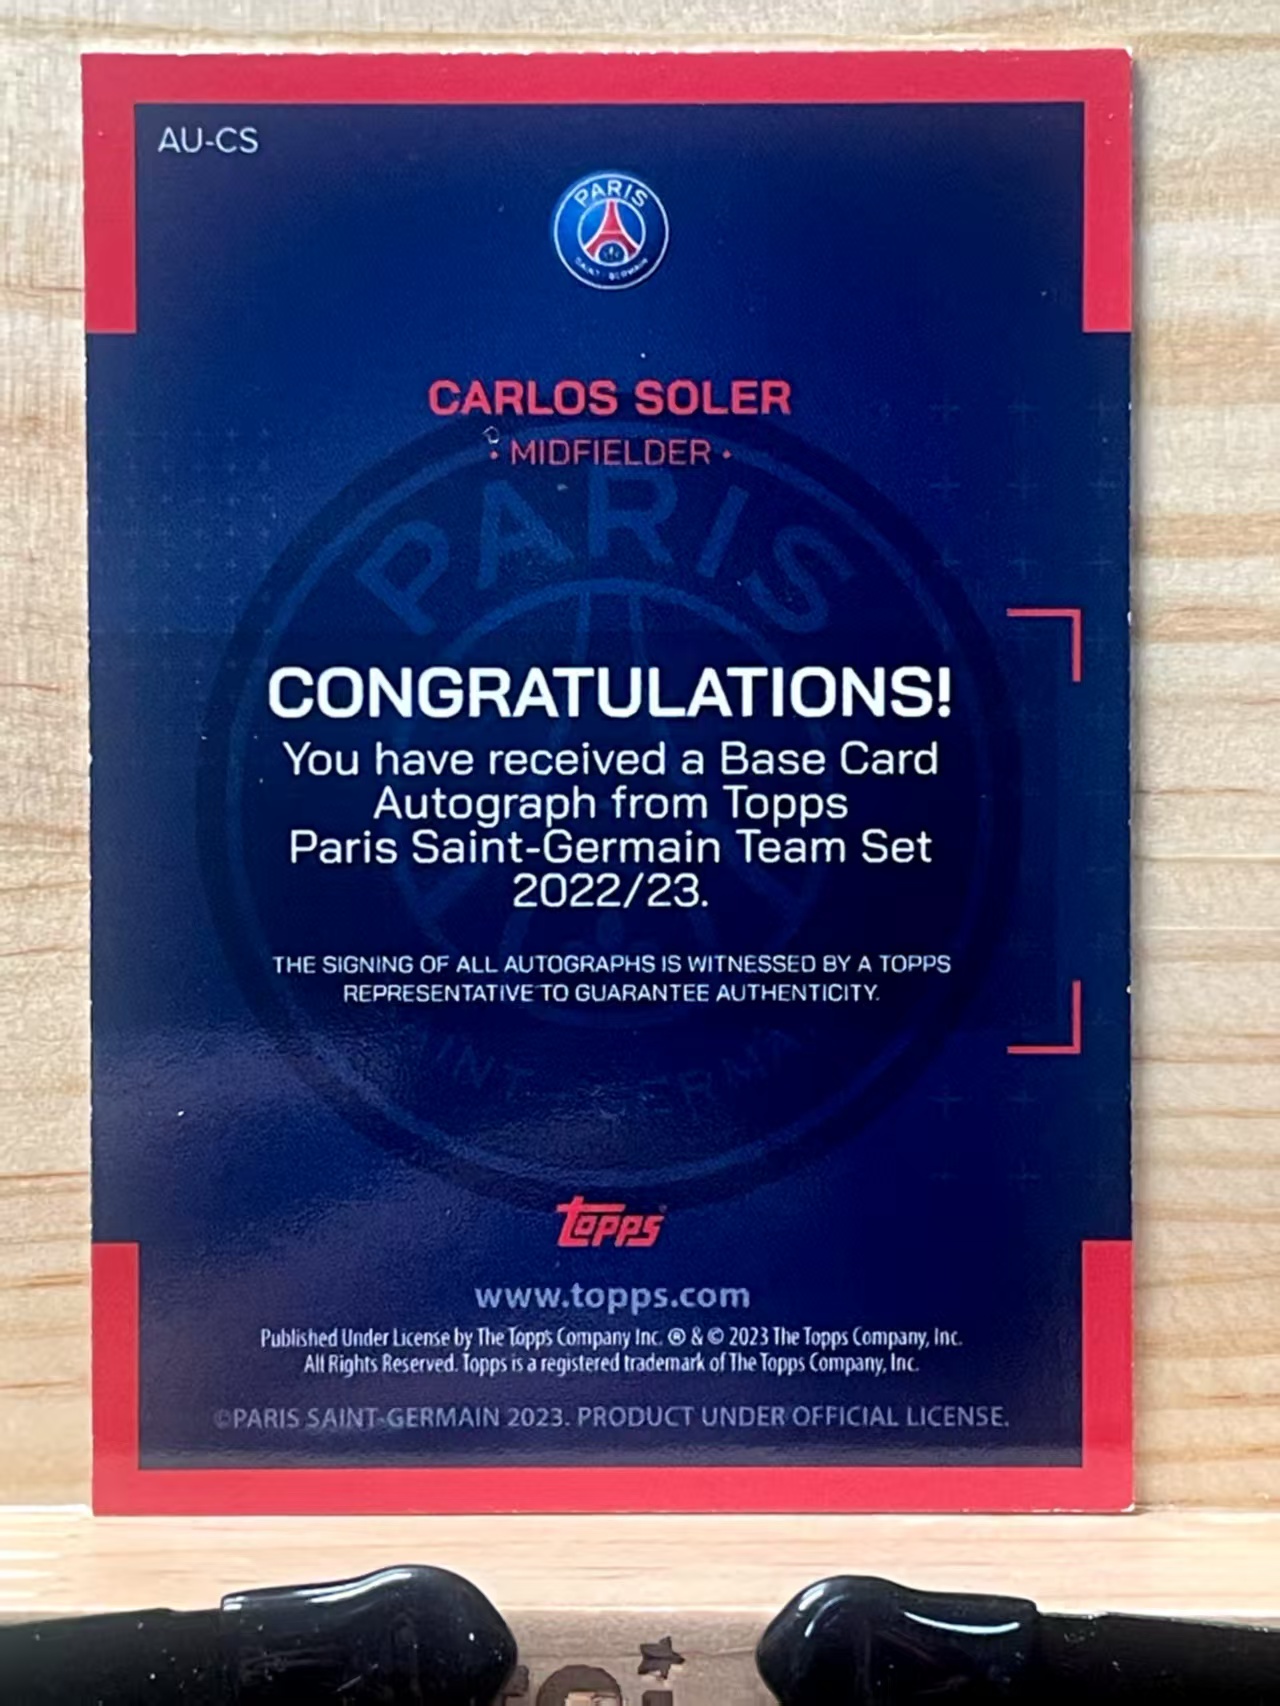 AU-CS
PARIS
SAINT-GERMAIN
CARLOS SOLER
• MIDFIELDER •
PARIS
CONGRATULATIONS!
You have received a Base Card
Autograph from Topps
Paris Saint-Germain Team Set
2022/23.
THE SIGNING OF ALL AUTOGRAPHS IS WITNESSED BY A TOPPS
REPRESENTATIVE TO GUARANTEE AUTHENTICITY.
topps
www.topps.com
Published Under License by The Topps Company Inc. ® & © 2023 The Topps Company, Inc.
All Rights Reserved. Topps is a registered trademark of The Topps Company, Inc.
©PARIS SAINT-GERMAIN 2023. PRODUCT UNDER OFFICIAL LICENSE.